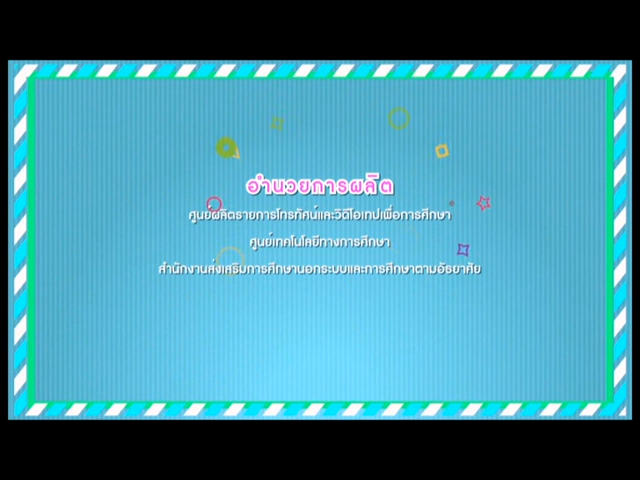 อำนวยการผลิต
ศูนย์ผลิตรายการโทรทัศน์และวิดิโอเทปเพื่อการศึกษา
ศูนย์เทคโนโลยีทางการศึกษา
สำนักงานส่งเสริมการศึกษานอกระบบและการศึกษาตามอัธยาศัย